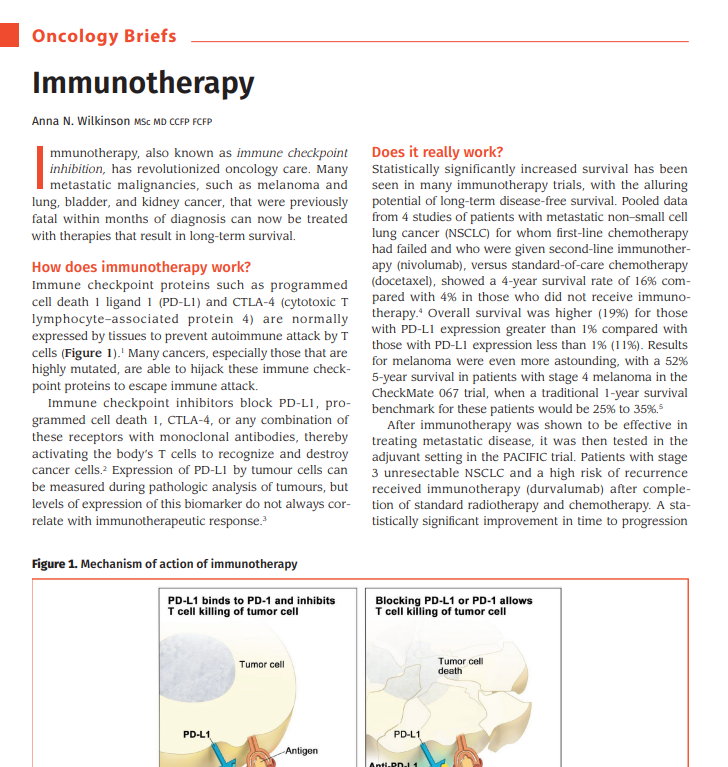 Oncology Briefs
Immunotherapy
Anna N. Wilkinson MSc MD CCFP FCFP
Immunotherapy, also known as immune checkpoint
inhibition, has revolutionized oncology care. Many
metastatic malignancies, such as melanoma and
lung, bladder, and kidney cancer, that were previously
fatal within months of diagnosis can now be treated
with therapies that result in long-term survival.
How does immunotherapy work?
Immune checkpoint proteins such as programmed
cell death 1 ligand 1 (PD-L1) and CTLA-4 (cytotoxic T
lymphocyte–associated protein 4) are normally
expressed by tissues to prevent autoimmune attack by T
cells (Figure 1).¹ Many cancers, especially those that are
highly mutated, are able to hijack these immune check-
point proteins to escape immune attack.
Immune checkpoint inhibitors block PD-L1, pro-
grammed cell death 1, CTLA-4, or any combination of
these receptors with monoclonal antibodies, thereby
activating the body's T cells to recognize and destroy
cancer cells.² Expression of PD-L1 by tumour cells can
be measured during pathologic analysis of tumours, but
levels of expression of this biomarker do not always cor-
relate with immunotherapeutic response.³
Does it really work?
Statistically significantly increased survival has been
seen in many immunotherapy trials, with the alluring
potential of long-term disease-free survival. Pooled data
from 4 studies of patients with metastatic non–small cell
lung cancer (NSCLC) for whom first-line chemotherapy
had failed and who were given second-line immunother-
apy (nivolumab), versus standard-of-care chemotherapy
(docetaxel), showed a 4-year survival rate of 16% com-
pared with 4% in those who did not receive immuno-
therapy.⁴ Overall survival was higher (19%) for those
with PD-L1 expression greater than 1% compared with
those with PD-L1 expression less than 1% (11%). Results
for melanoma were even more astounding, with a 52%
5-year survival in patients with stage 4 melanoma in the
CheckMate 067 trial, when a traditional 1-year survival
benchmark for these patients would be 25% to 35%.⁵
After immunotherapy was shown to be effective in
treating metastatic disease, it was then tested in the
adjuvant setting in the PACIFIC trial. Patients with stage
3 unresectable NSCLC and a high risk of recurrence
received immunotherapy (durvalumab) after comple-
tion of standard radiotherapy and chemotherapy. A sta-
tistically significant improvement in time to progression
Figure 1. Mechanism of action of immunotherapy
PD-L1 binds to PD-1 and inhibits
T cell killing of tumor cell
Tumor cell
PD-L1
Antigen
Blocking PD-L1 or PD-1 allows
T cell killing of tumor cell
Tumor cell
death
PD-L1
Anti-PD-L1